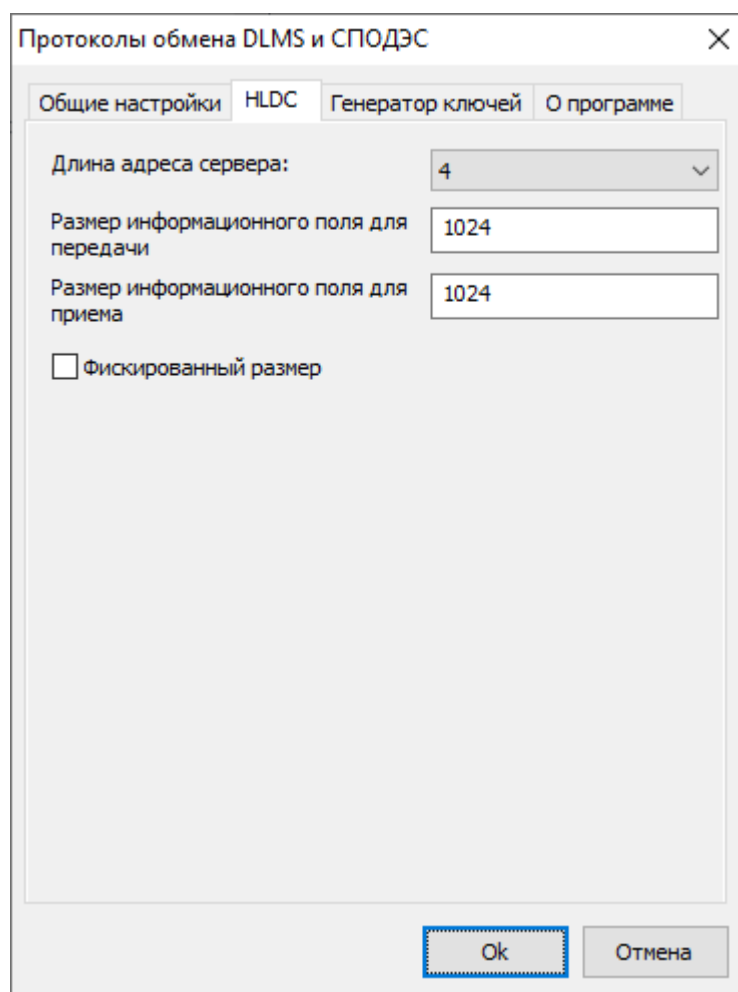 Протоколы обмена DLMS и СПОДЭС
Общие настройки HLDC Генератор ключей О программе
Длина адреса сервера: 4
Размер информационного поля для
передачи
1024
Размер информационного поля для
приема
1024
Фискированный размер
Ok Отмена